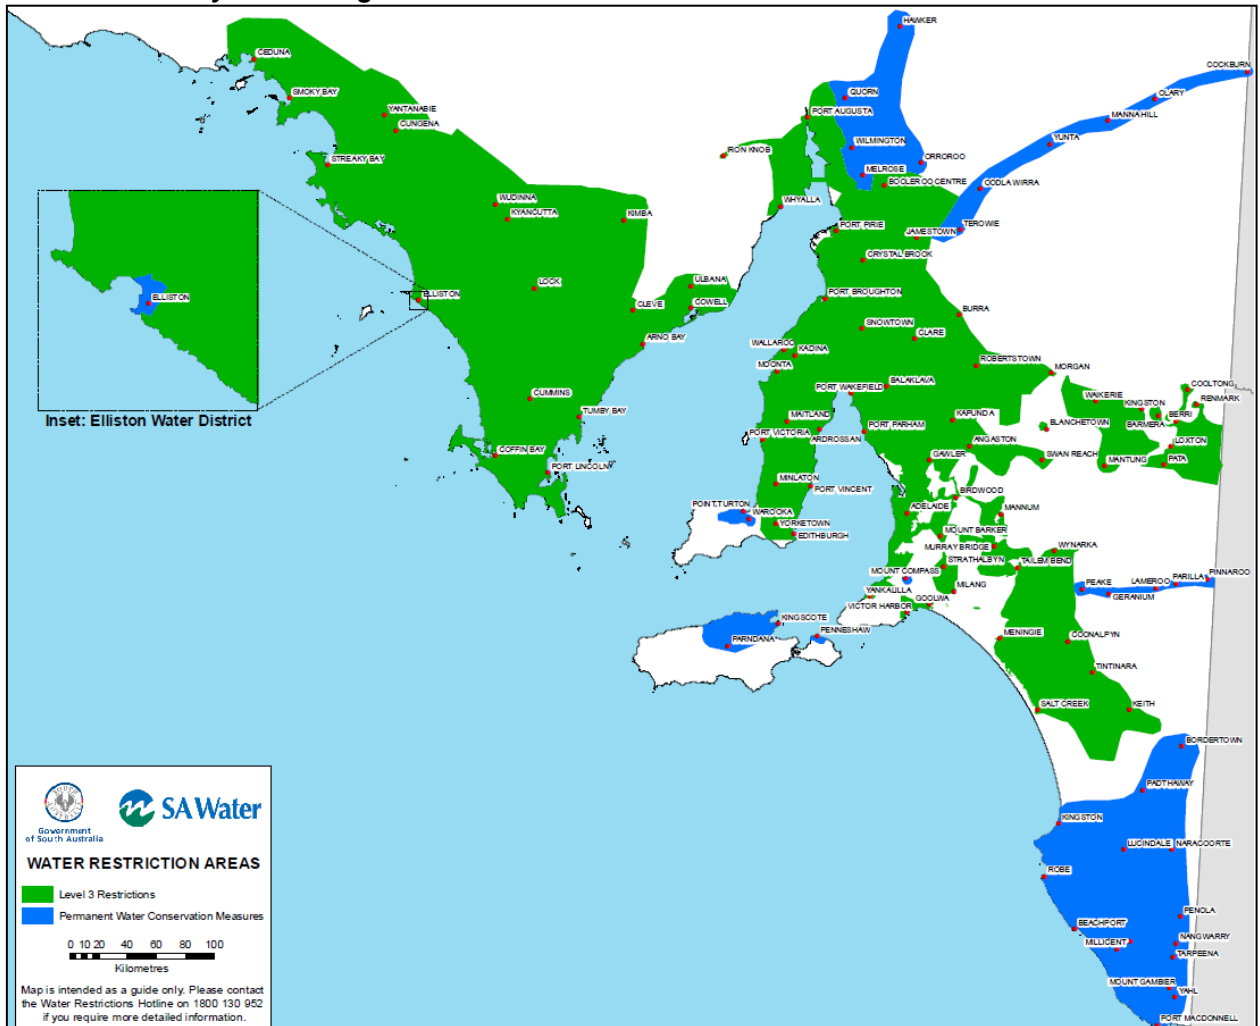 HAWKER
COCKBURN
CEDUNA
OLARY
SMOKY BAY
QUORN
MANNAHILL
YANTANABIE
PORT AUGUSTA
CUNGENA
YUNTA
WILMINGTON
IRON KNOB
STREAKY BAY
ORROROO
MELROSE
BOOLEROO CENTRE
OODLA WIRRA
WUDINNA
WHYALLA
KYANCUTTA
KIMBA
TEROWIE
PORT PIRIE
JAMESTOWN
CRYSTAL BROOK
LOCK
ULBANA
ELLISTON
ELLISTON
PORT BROUGHTON
CLEVE
COWELL
BURRA
SNOWTOWN
CLARE
ARNO BAY
WALLAROO
KADINA
MOONTA
ROBERTSTOWN
MORGAN
PORT WAKEFIELD
BALAKLAVA
COOLTONG
CUMMINS
WAIKERIE
RENMARK
KINGSTON
TUMBY BAY
MAITLAND
KAPUNDA
BERRI
Inset: Elliston Water District
BARMERA
BLANCHETOWN
PORT VICTORIA
PORT PARHAM
ARDROSSAN
ANGASTON
LOXTON
COFFIN BAY
GAWLER
SWAN REACH
MANTUNG
PATA
PORT LINCOLN
MINLATON
PORT VINCENT
BIRDWOOD
POINT TURTON
WAROOKA
ADELAIDE
MANNUM
YORKETOWN
EDITHBURGH
MOUNT BARKER
MURRAY BRIDGE
WYNARKA
STRATHALBYN
TAILEM BEND
MOUNT COMPASS
PEAKE
LAMEROO
PARILLA
PINNAROO
YANKALILLA
MILANG
GERANIUM
VICTOR HARBOR
GOOLWA
KINGSCOTE
PENNESHAW
PARNDANA
MENINGIE
COONALPYN
TINTINARA
SALT CREEK
KEITH
BORDERTOWN
PADTHAWAY
KINGSTON
LUCINDALE
NARACOORTE
ROBE
PENOLA
BEACHPORT
MILLICENT
NANGWARRY
TARPEENA
MOUNT GAMBIER
YAHL
PORT MACDONNELL
SOUTH AUSTRALIA
Government
of South Australia
SA Water
WATER RESTRICTION AREAS
Level 3 Restrictions
Permanent Water Conservation Measures
0 10 20 40 60 80 100
Kilometres
Map is intended as a guide only. Please contact
the Water Restrictions Hotline on 1800 130 952
if you require more detailed information.